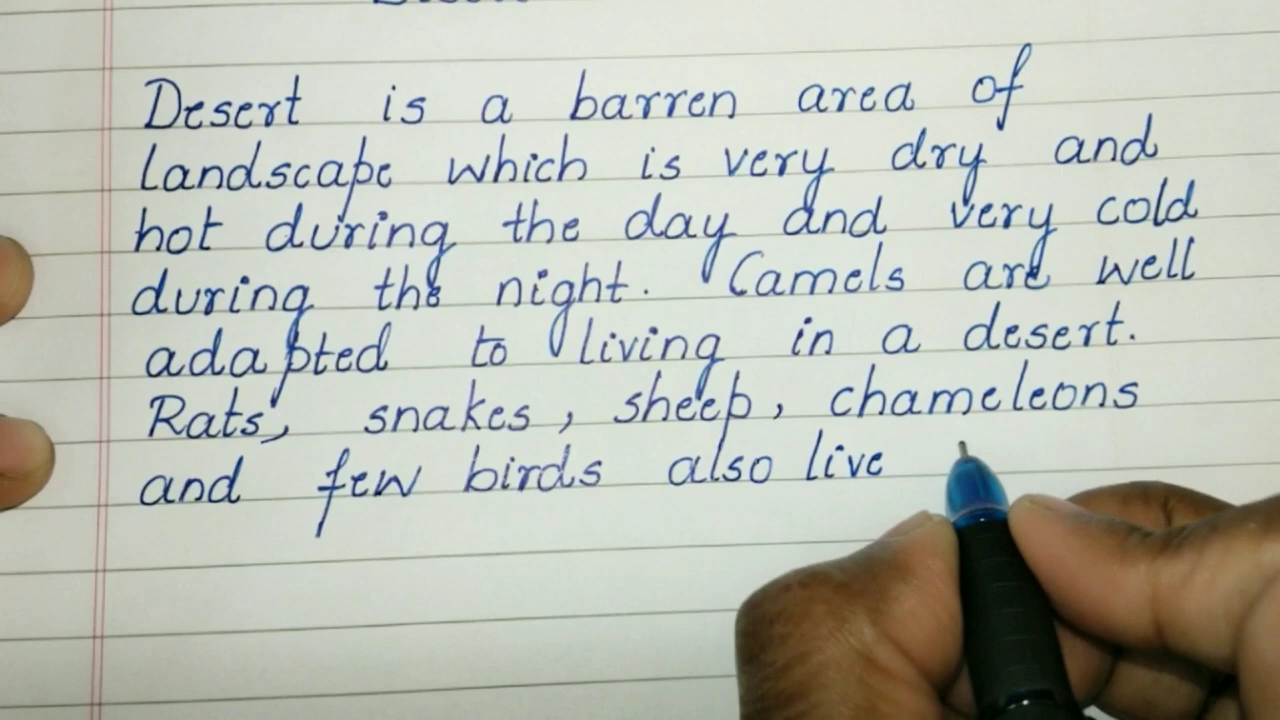 Desert is a barren area of
landscape which is very dry and
hot during the day and very cold
during the night. Camels are well
adapted to living in a desert.
Rats, snakes, sheep, chameleons
and few birds also live